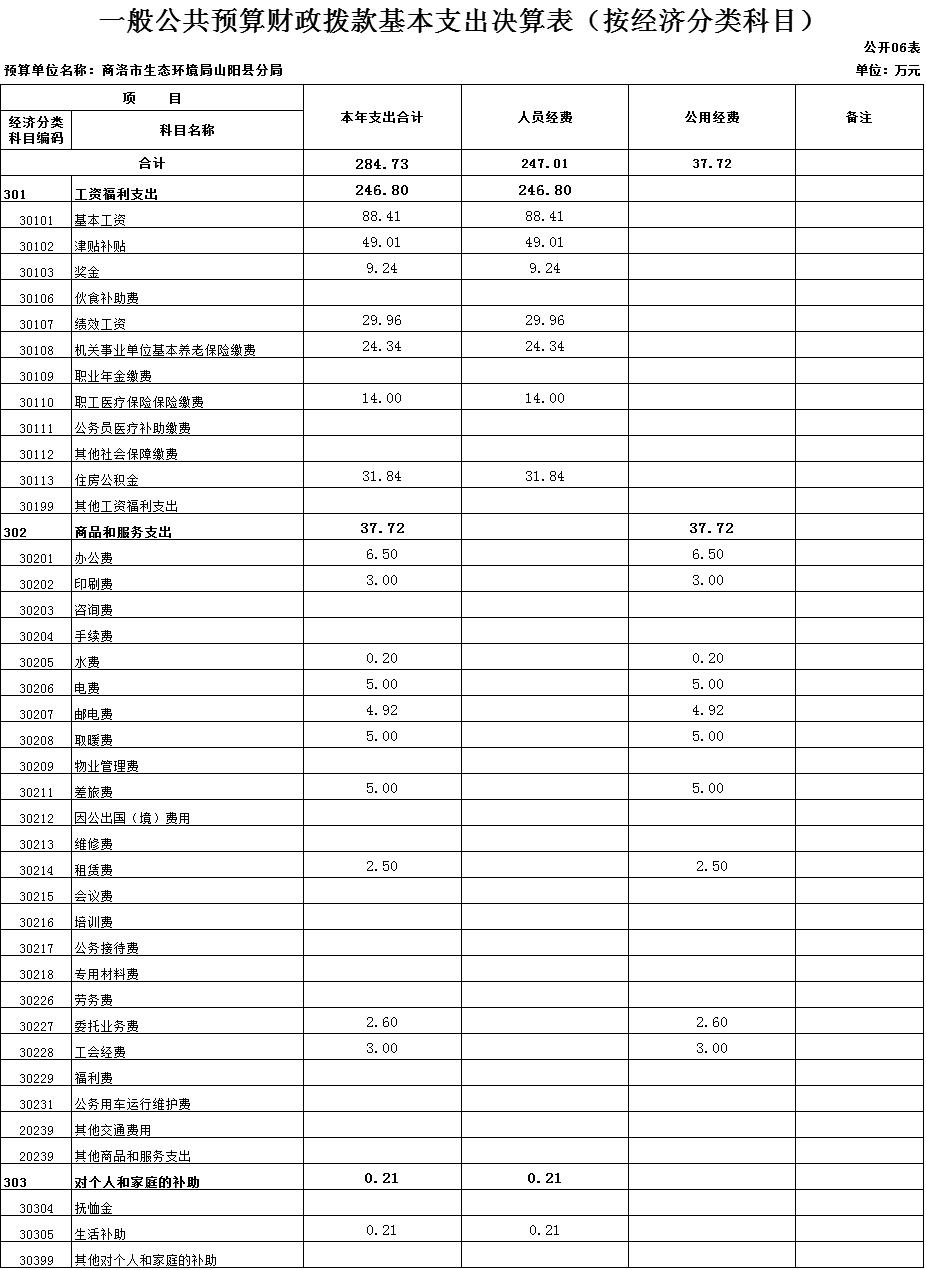 一般公共预算财政拨款基本支出决算表（按经济分类科目）
公开06表
预算单位名称：商洛市生态环境局山阳县分局 单位：万元
项 目 本年支出合计 人员经费 公用经费 备注
经济分类科目编码 科目名称
合计 284.73 247.01 37.72
301 工资福利支出 246.80 246.80
30101 基本工资 88.41 88.41
30102 津贴补贴 49.01 49.01
30103 奖金 9.24 9.24
30106 伙食补助费
30107 绩效工资 29.96 29.96
30108 机关事业单位基本养老保险缴费 24.34 24.34
30109 职业年金缴费
30110 职工医疗保险保险缴费 14.00 14.00
30111 公务员医疗补助缴费
30112 其他社会保障缴费
30113 住房公积金 31.84 31.84
30199 其他工资福利支出
302 商品和服务支出 37.72 37.72
30201 办公费 6.50 6.50
30202 印刷费 3.00 3.00
30203 咨询费
30204 手续费
30205 水费 0.20 0.20
30206 电费 5.00 5.00
30207 邮电费 4.92 4.92
30208 取暖费 5.00 5.00
30209 物业管理费
30211 差旅费 5.00 5.00
30212 因公出国（境）费用
30213 维修费
30214 租赁费 2.50 2.50
30215 会议费
30216 培训费
30217 公务接待费
30218 专用材料费
30226 劳务费
30227 委托业务费 2.60 2.60
30228 工会经费 3.00 3.00
30229 福利费
30231 公务用车运行维护费
20239 其他交通费用
20239 其他商品和服务支出
303 对个人和家庭的补助 0.21 0.21
30304 抚恤金
30305 生活补助 0.21 0.21
30399 其他对个人和家庭的补助